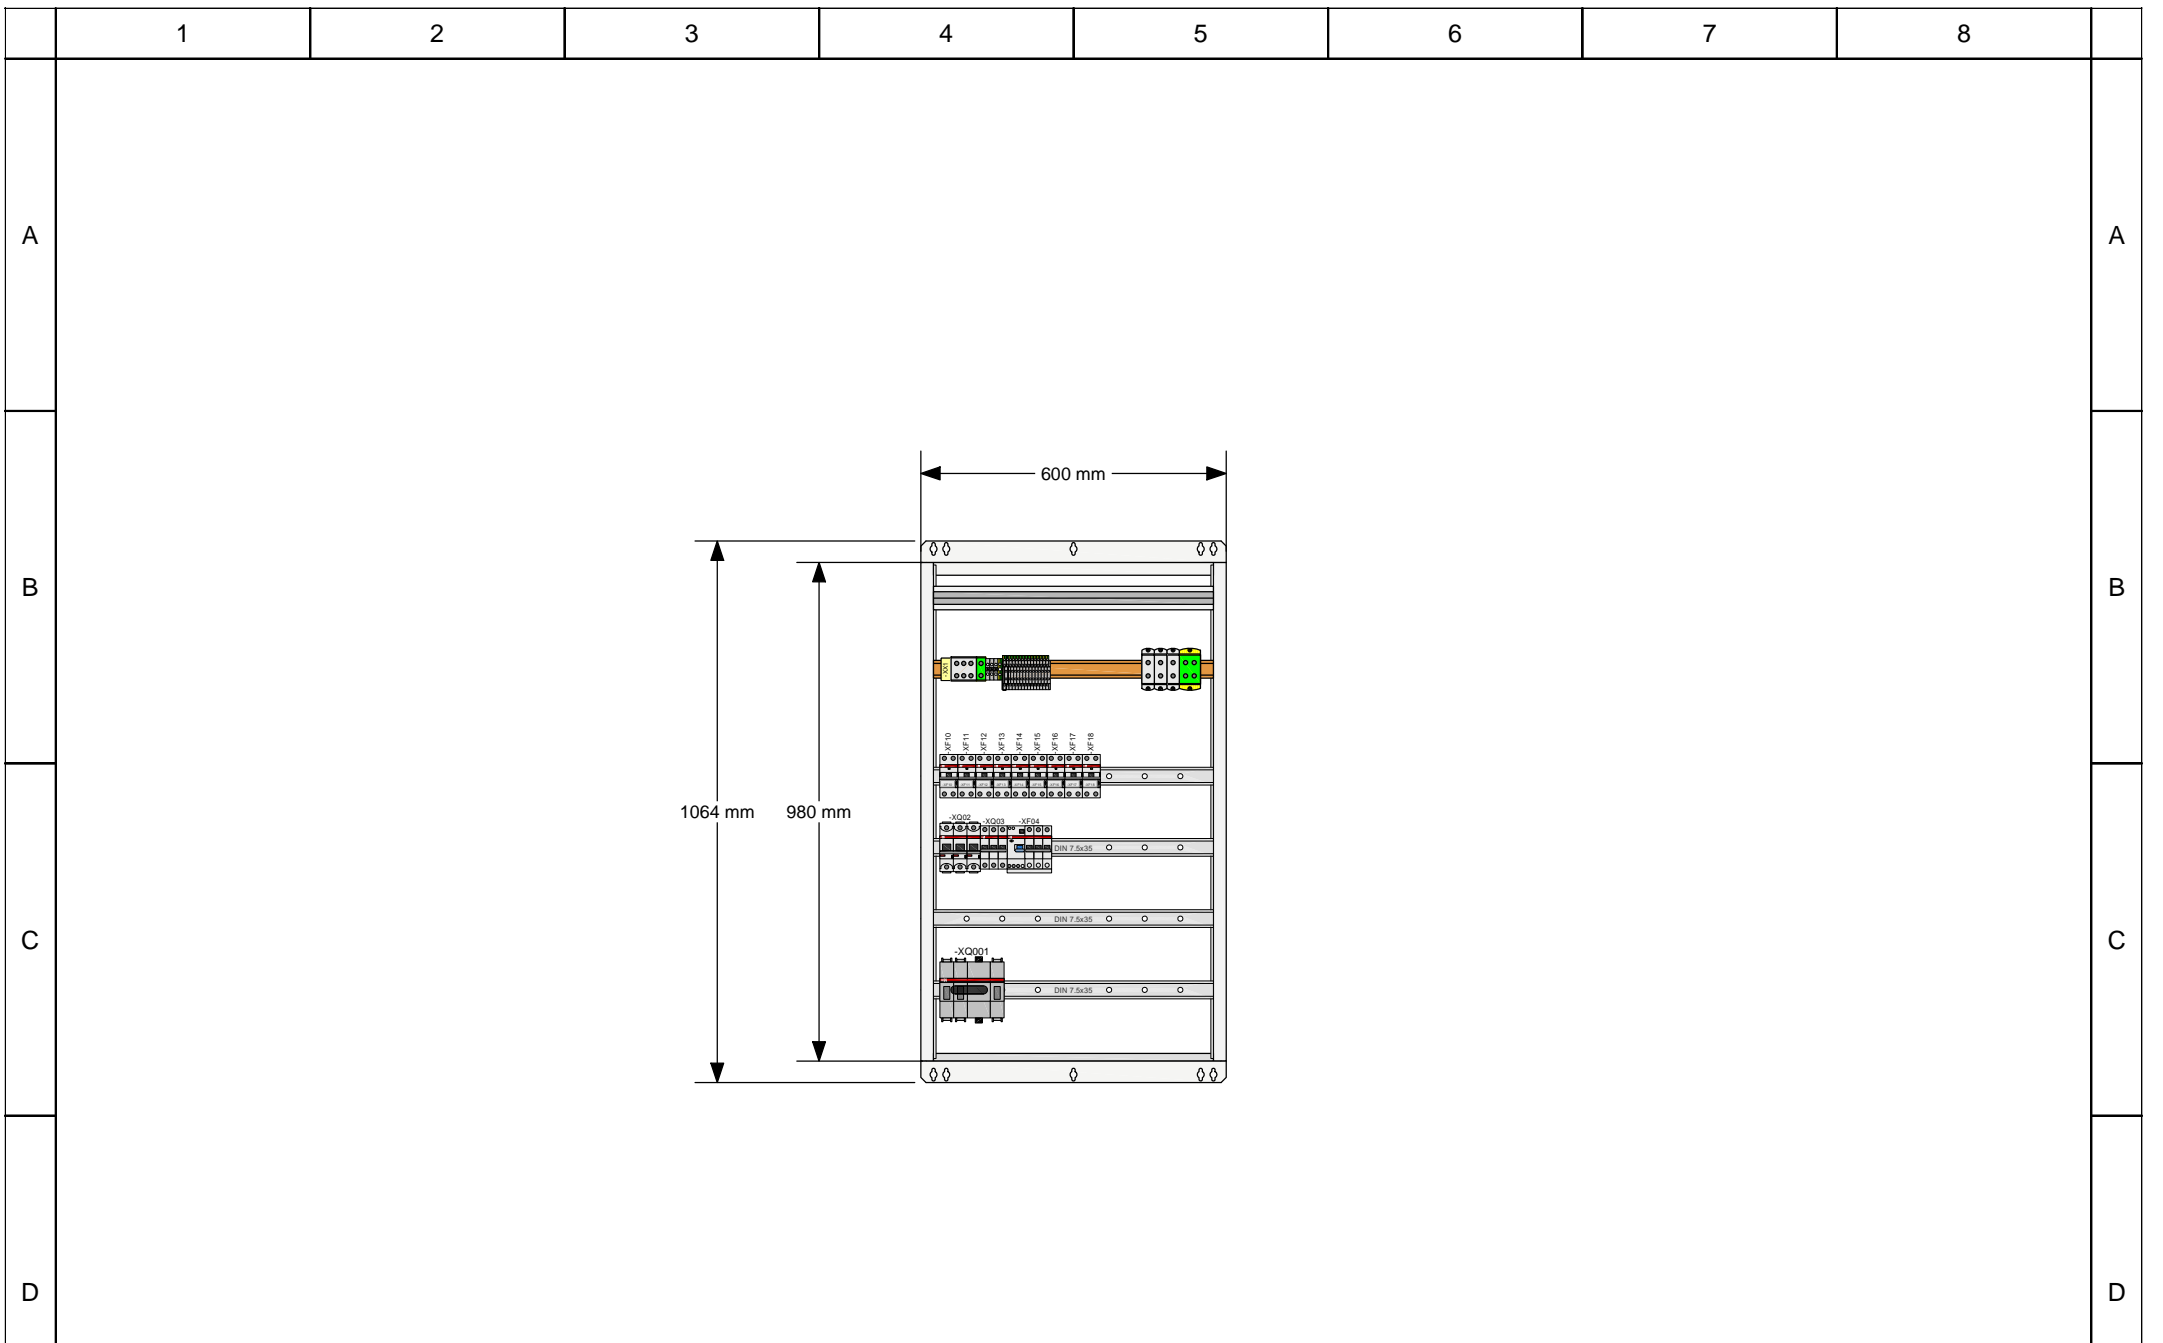 1 2 3 4 5 6 7 8
A A
600 mm
B B
-XX1
-XF10 -XF11 -XF12 -XF13 -XF14 -XF15 -XF16 -XF17 -XF18
1064 mm 980 mm
-XQ02 -XQ03 -XF04
DIN 7.5x35
DIN 7.5x35
C C
-XQ001
DIN 7.5x35
D D